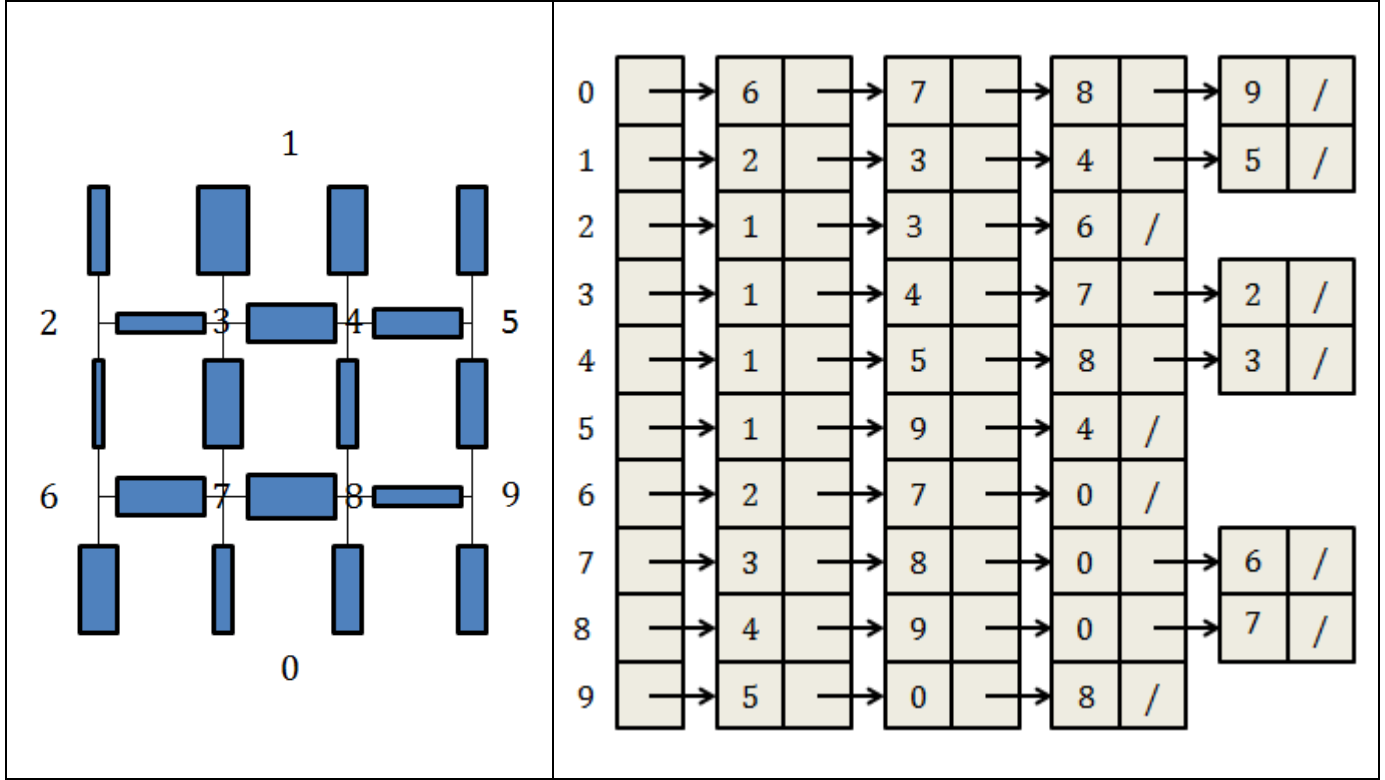 1
2 3 4 5
6 7 8 9
0
0 6 7 8 9 /
1 2 3 4 5 /
2 1 3 6 /
3 1 4 7 2 /
4 1 5 8 3 /
5 1 9 4 /
6 2 7 0 /
7 3 8 0 6 /
8 4 9 0 7 /
9 5 0 8 /